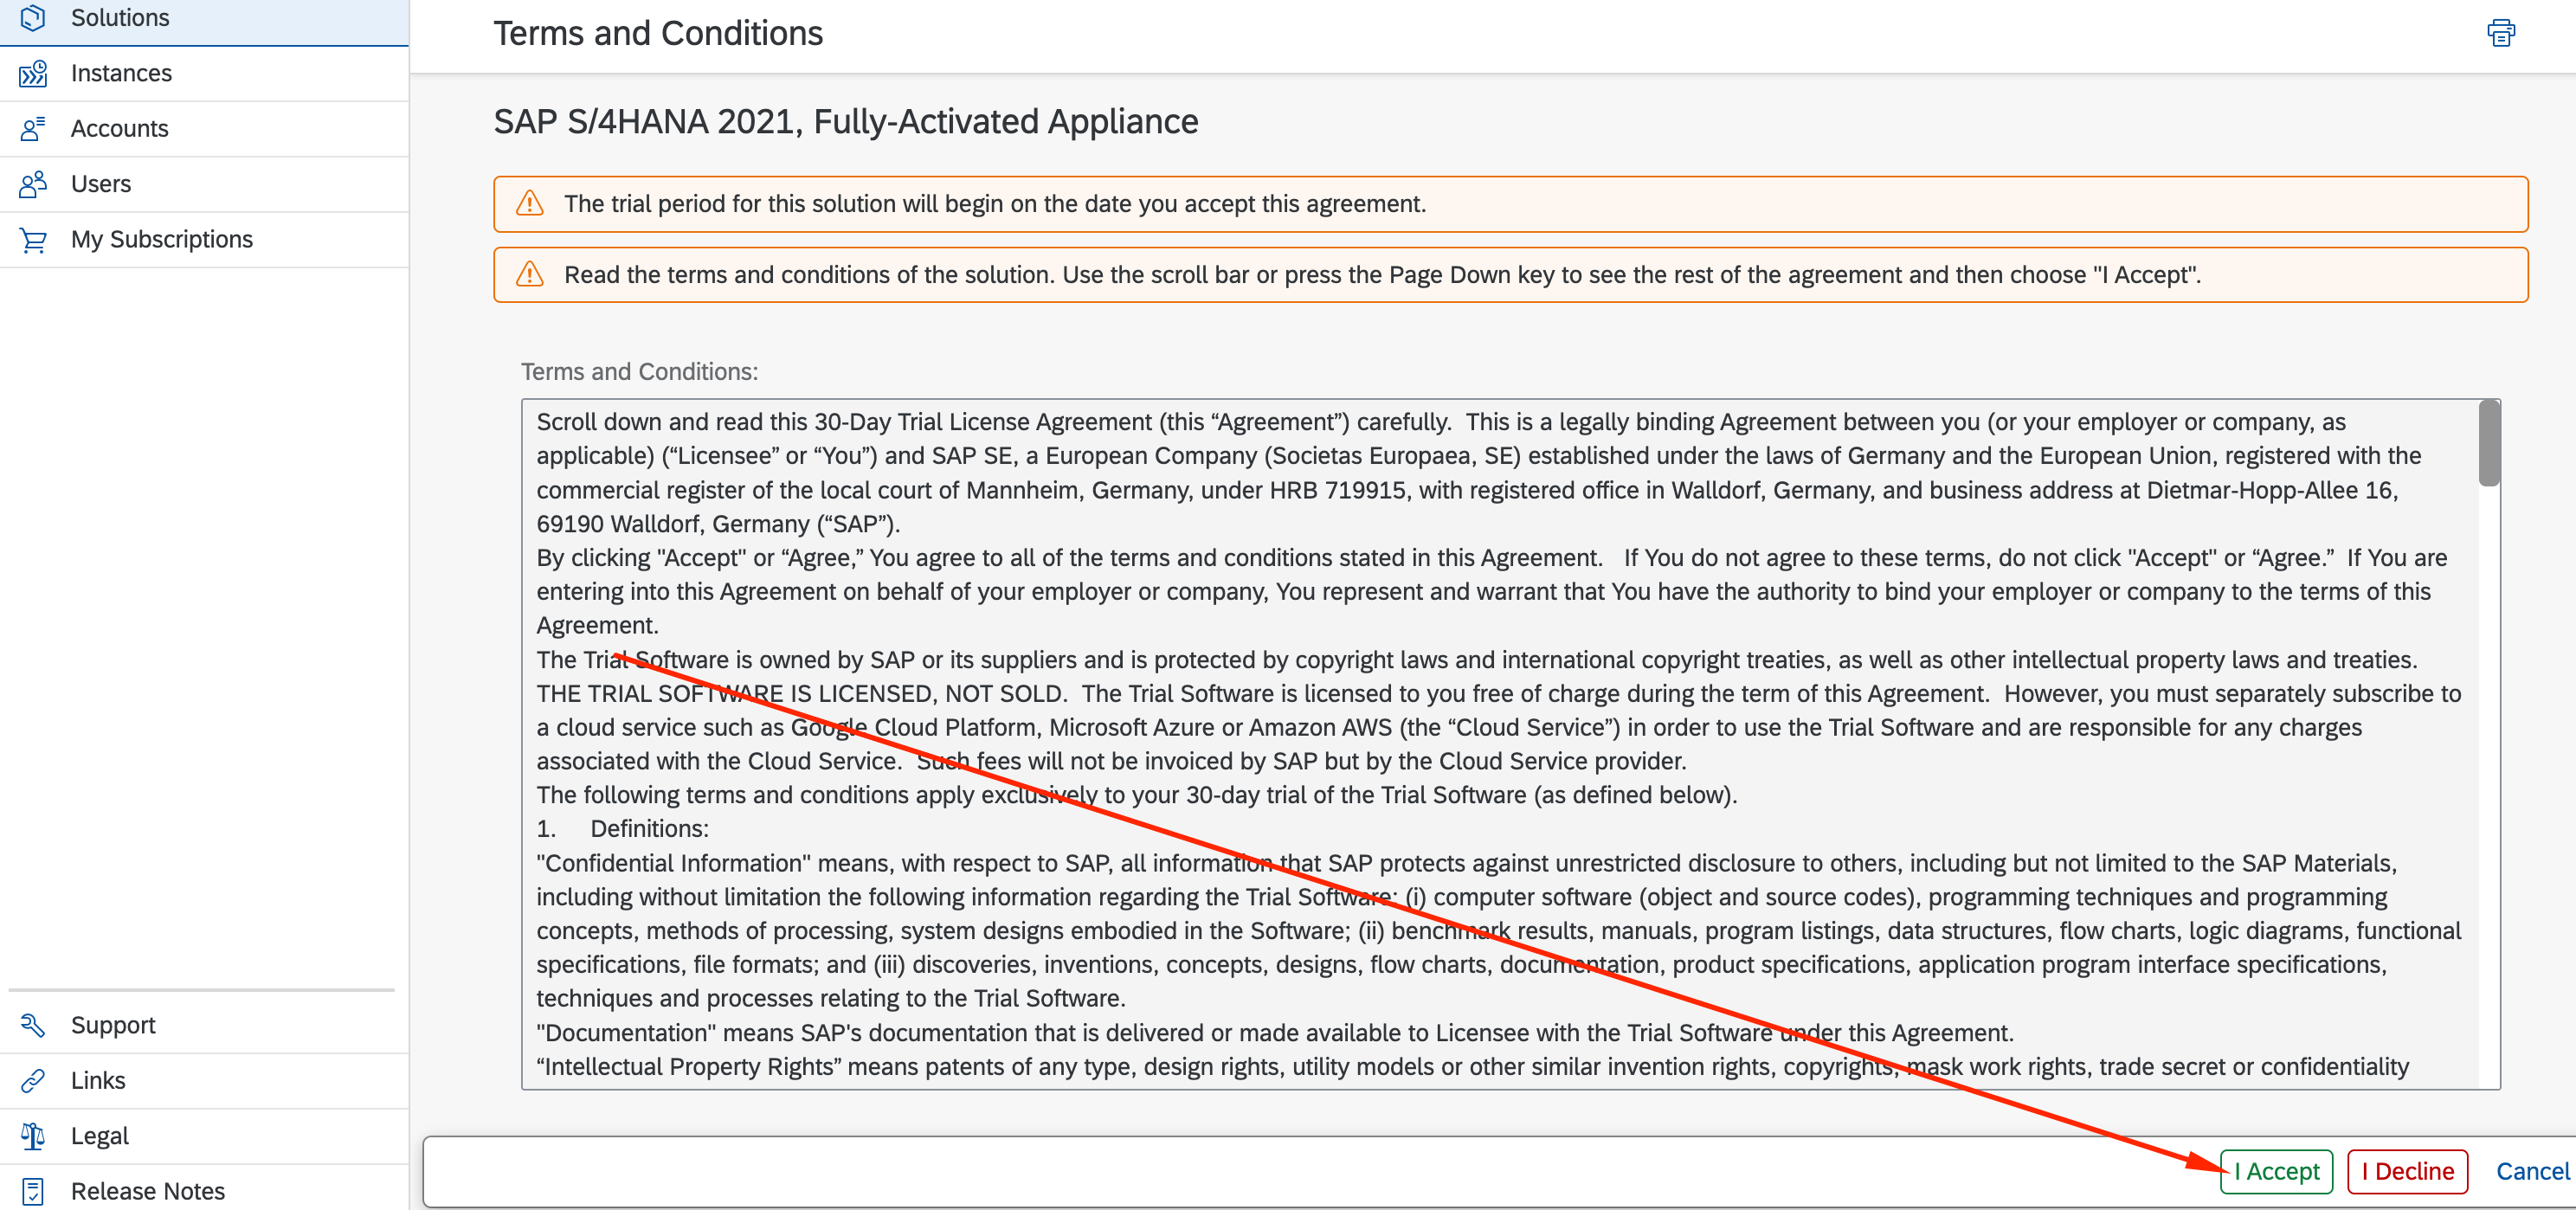 Solutions
Instances
Accounts
Users
My Subscriptions
Support
Links
Legal
Release Notes
Terms and Conditions
SAP S/4HANA 2021, Fully-Activated Appliance
The trial period for this solution will begin on the date you accept this agreement.
Read the terms and conditions of the solution. Use the scroll bar or press the Page Down key to see the rest of the agreement and then choose "I Accept".
Terms and Conditions:
Scroll down and read this 30-Day Trial License Agreement (this “Agreement”) carefully.  This is a legally binding Agreement between you (or your employer or company, as
applicable) (“Licensee” or “You”) and SAP SE, a European Company (Societas Europaea, SE) established under the laws of Germany and the European Union, registered with the
commercial register of the local court of Mannheim, Germany, under HRB 719915, with registered office in Walldorf, Germany, and business address at Dietmar-Hopp-Allee 16,
69190 Walldorf, Germany (“SAP”).
By clicking "Accept" or “Agree,” You agree to all of the terms and conditions stated in this Agreement.   If You do not agree to these terms, do not click "Accept" or “Agree.”  If You are
entering into this Agreement on behalf of your employer or company, You represent and warrant that You have the authority to bind your employer or company to the terms of this
Agreement.
The Trial Software is owned by SAP or its suppliers and is protected by copyright laws and international copyright treaties, as well as other intellectual property laws and treaties.
THE TRIAL SOFTWARE IS LICENSED, NOT SOLD.  The Trial Software is licensed to you free of charge during the term of this Agreement.  However, you must separately subscribe to
a cloud service such as Google Cloud Platform, Microsoft Azure or Amazon AWS (the “Cloud Service”) in order to use the Trial Software and are responsible for any charges
associated with the Cloud Service.  Such fees will not be invoiced by SAP but by the Cloud Service provider.
The following terms and conditions apply exclusively to your 30-day trial of the Trial Software (as defined below).
1.     Definitions:
"Confidential Information" means, with respect to SAP, all information that SAP protects against unrestricted disclosure to others, including but not limited to the SAP Materials,
including without limitation the following information regarding the Trial Software: (i) computer software (object and source codes), programming techniques and programming
concepts, methods of processing, system designs embodied in the Software; (ii) benchmark results, manuals, program listings, data structures, flow charts, logic diagrams, functional
specifications, file formats; and (iii) discoveries, inventions, concepts, designs, flow charts, documentation, product specifications, application program interface specifications,
techniques and processes relating to the Trial Software.
"Documentation" means SAP's documentation that is delivered or made available to Licensee with the Trial Software under this Agreement.
“Intellectual Property Rights” means patents of any type, design rights, utility models or other similar invention rights, copyrights, mask work rights, trade secret or confidentiality
I Accept
I Decline
Cancel